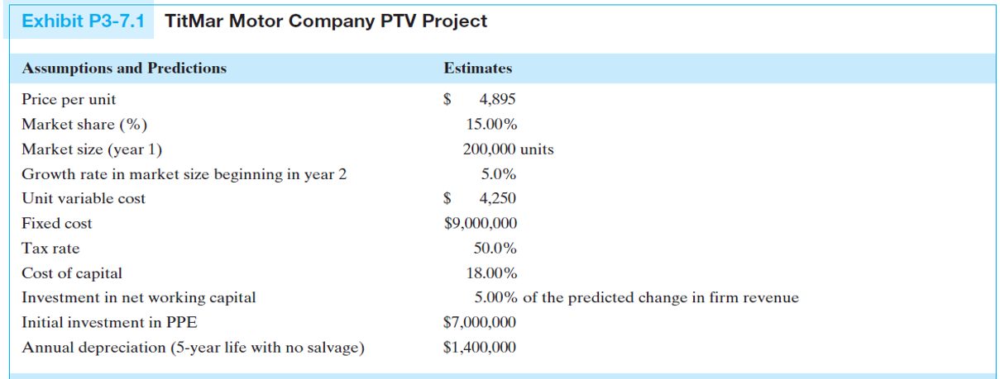 Exhibit P3-7.1 TitMar Motor Company PTV Project
Assumptions and Predictions Estimates
Price per unit $ 4,895
Market share (%) 15.00%
Market size (year 1) 200,000 units
Growth rate in market size beginning in year 2 5.0%
Unit variable cost $ 4,250
Fixed cost $9,000,000
Tax rate 50.0%
Cost of capital 18.00%
Investment in net working capital 5.00% of the predicted change in firm revenue
Initial investment in PPE $7,000,000
Annual depreciation (5-year life with no salvage) $1,400,000